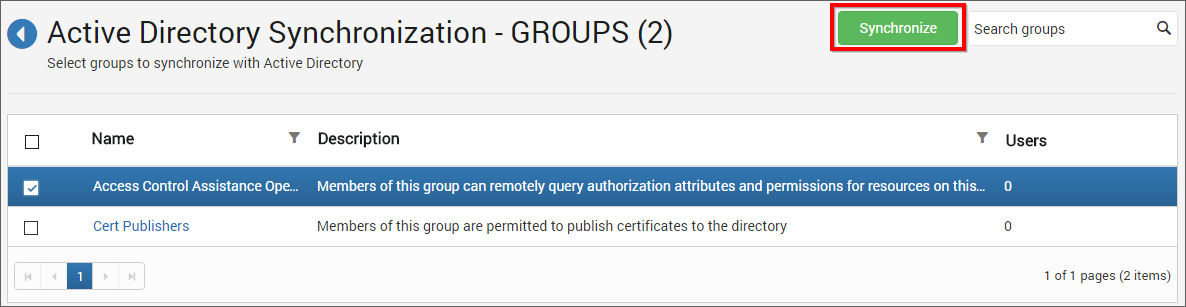 Active Directory Synchronization - GROUPS (2)
Synchronize
Search groups
Select groups to synchronize with Active Directory
Name
Description
Users
Access Control Assistance Ope...
Members of this group can remotely query authorization attributes and permissions for resources on this...
0
Cert Publishers
Members of this group are permitted to publish certificates to the directory
0
1
1 of 1 pages (2 items)